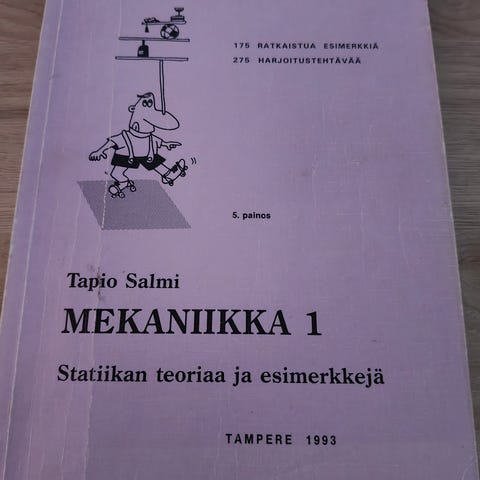 175 RATKAISTUA ESIMERKKIÄ
275 HARJOITUSTEHTÄVÄÄ
5. painos
Tapio Salmi
MEKANIIKKA 1
Statiikan teoriaa ja esimerkkejä
TAMPERE 1993